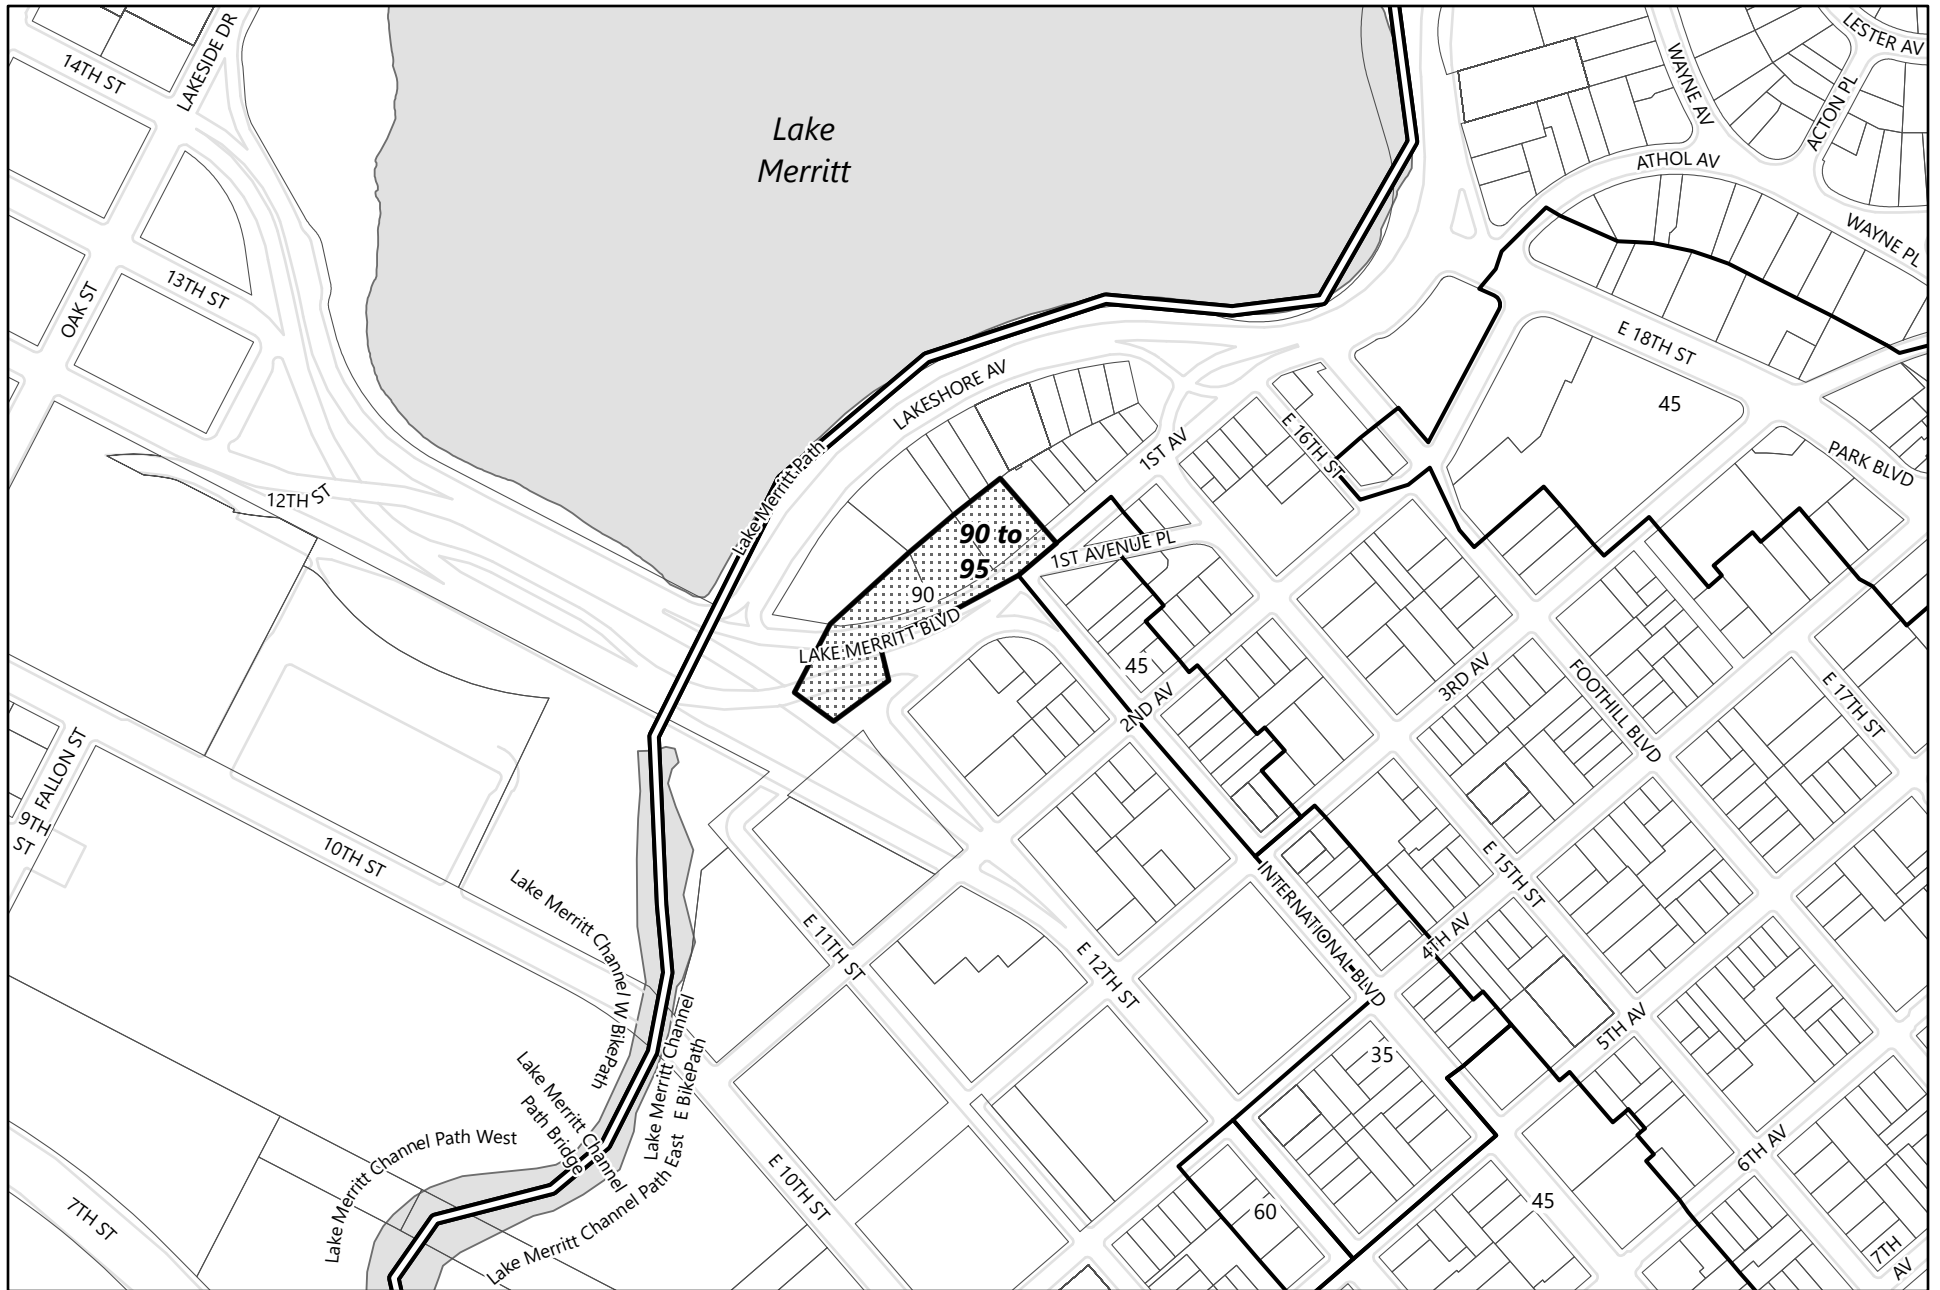 LESTER AV
LAKESIDE DR
14TH ST
WAYNE AV
ACTON PL
Lake
Merritt
ATHOL AV
WAYNE PL
13TH ST
OAK ST
E 18TH ST
LAKESHORE AV
45
1ST AV
E 16TH ST
PARK BLVD
12TH ST
Lake Merritt Path
90 to
95
90
1ST AVENUE PL
LAKE MERRITT BLVD
45
2ND AV
3RD AV
FOOTHILL BLVD
E 17TH ST
FALLON ST
9TH
ST
10TH ST
E 15TH ST
INTERNATIONAL BLVD
Lake Merritt Channel W BikePath
E 11TH ST
4TH AV
E 12TH ST
5TH AV
35
Lake Merritt Channel
Path Bridge
Lake Merritt Channel
E BikePath
Lake Merritt Channel Path West
Lake Merritt Channel Path East
6TH AV
E 10TH ST
60
45
7TH ST
7TH
AV